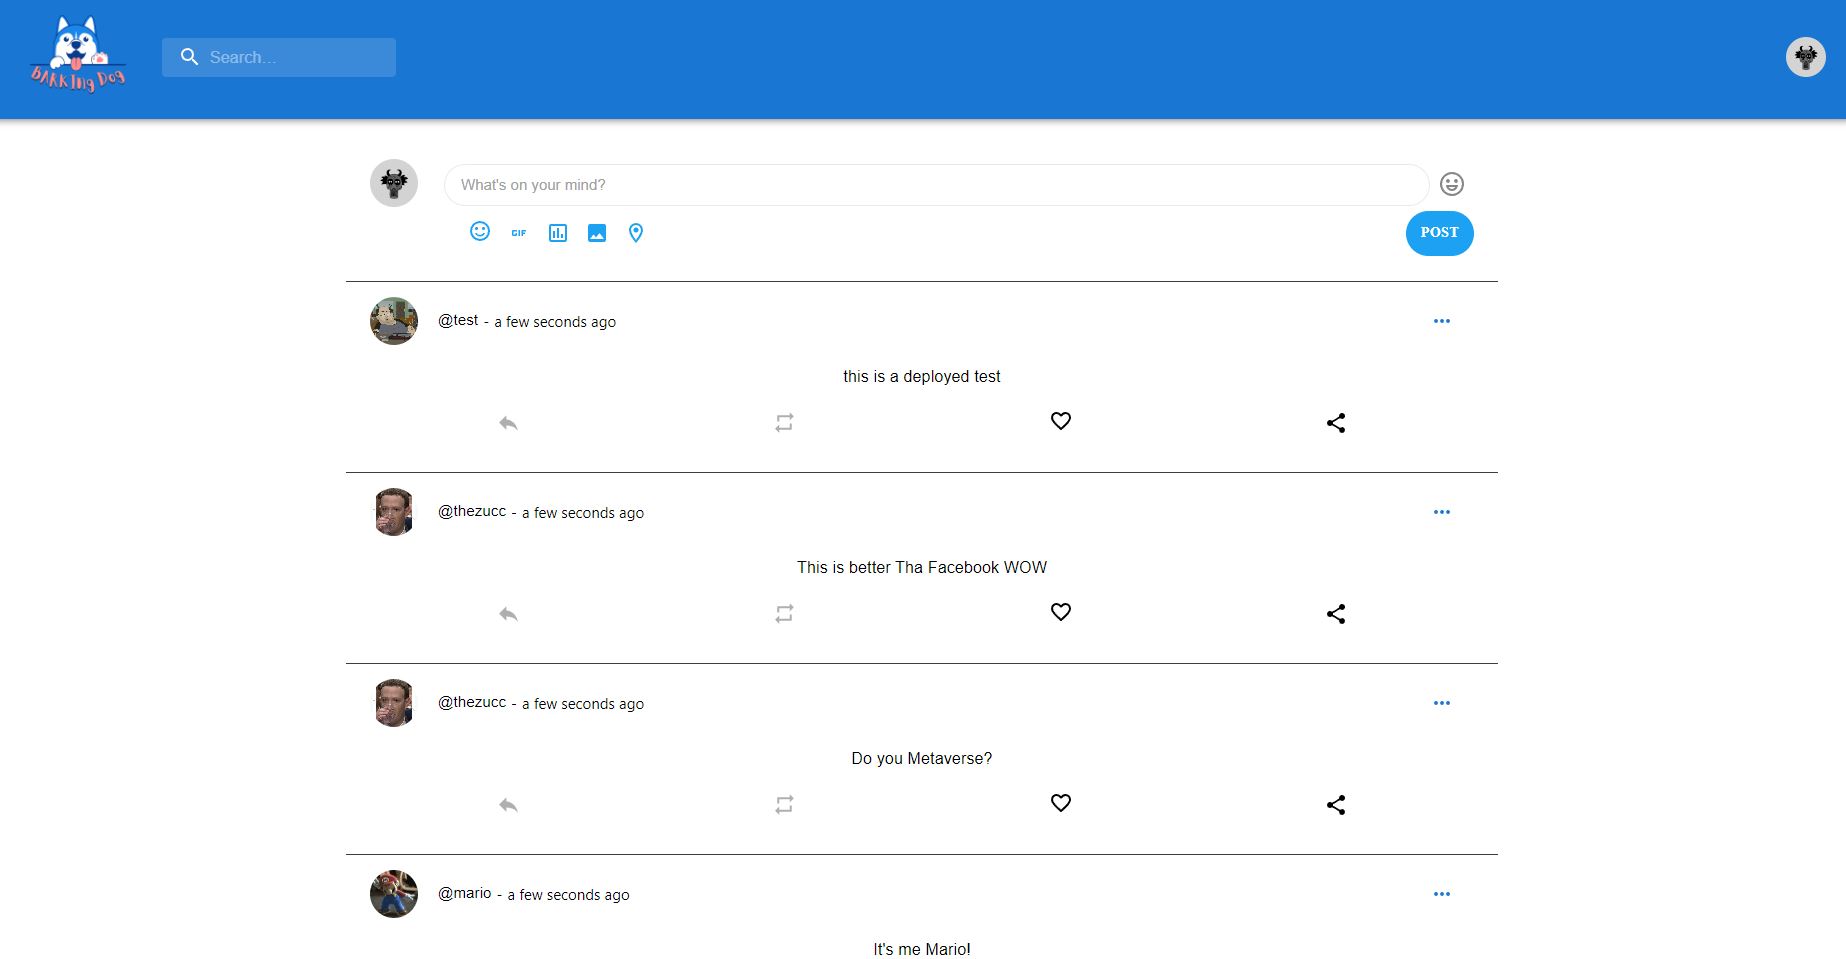 BARKING DOG
Search...
What's on your mind?
GIF
POST
@test - a few seconds ago
this is a deployed test
@thezucc - a few seconds ago
This is better Tha Facebook WOW
@thezucc - a few seconds ago
Do you Metaverse?
@mario - a few seconds ago
It's me Mario!